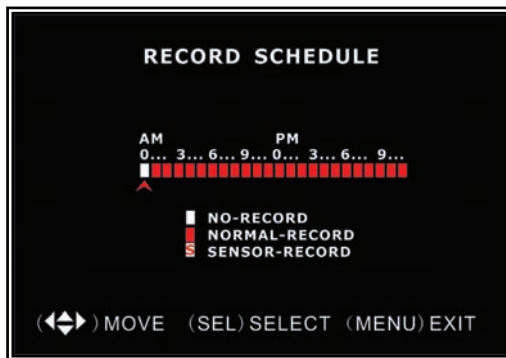 RECORD SCHEDULE
AM PM
0... 3... 6... 9... 0... 3... 6... 9...
NO-RECORD
NORMAL-RECORD
S SENSOR-RECORD
( ) MOVE (SEL) SELECT (MENU) EXIT